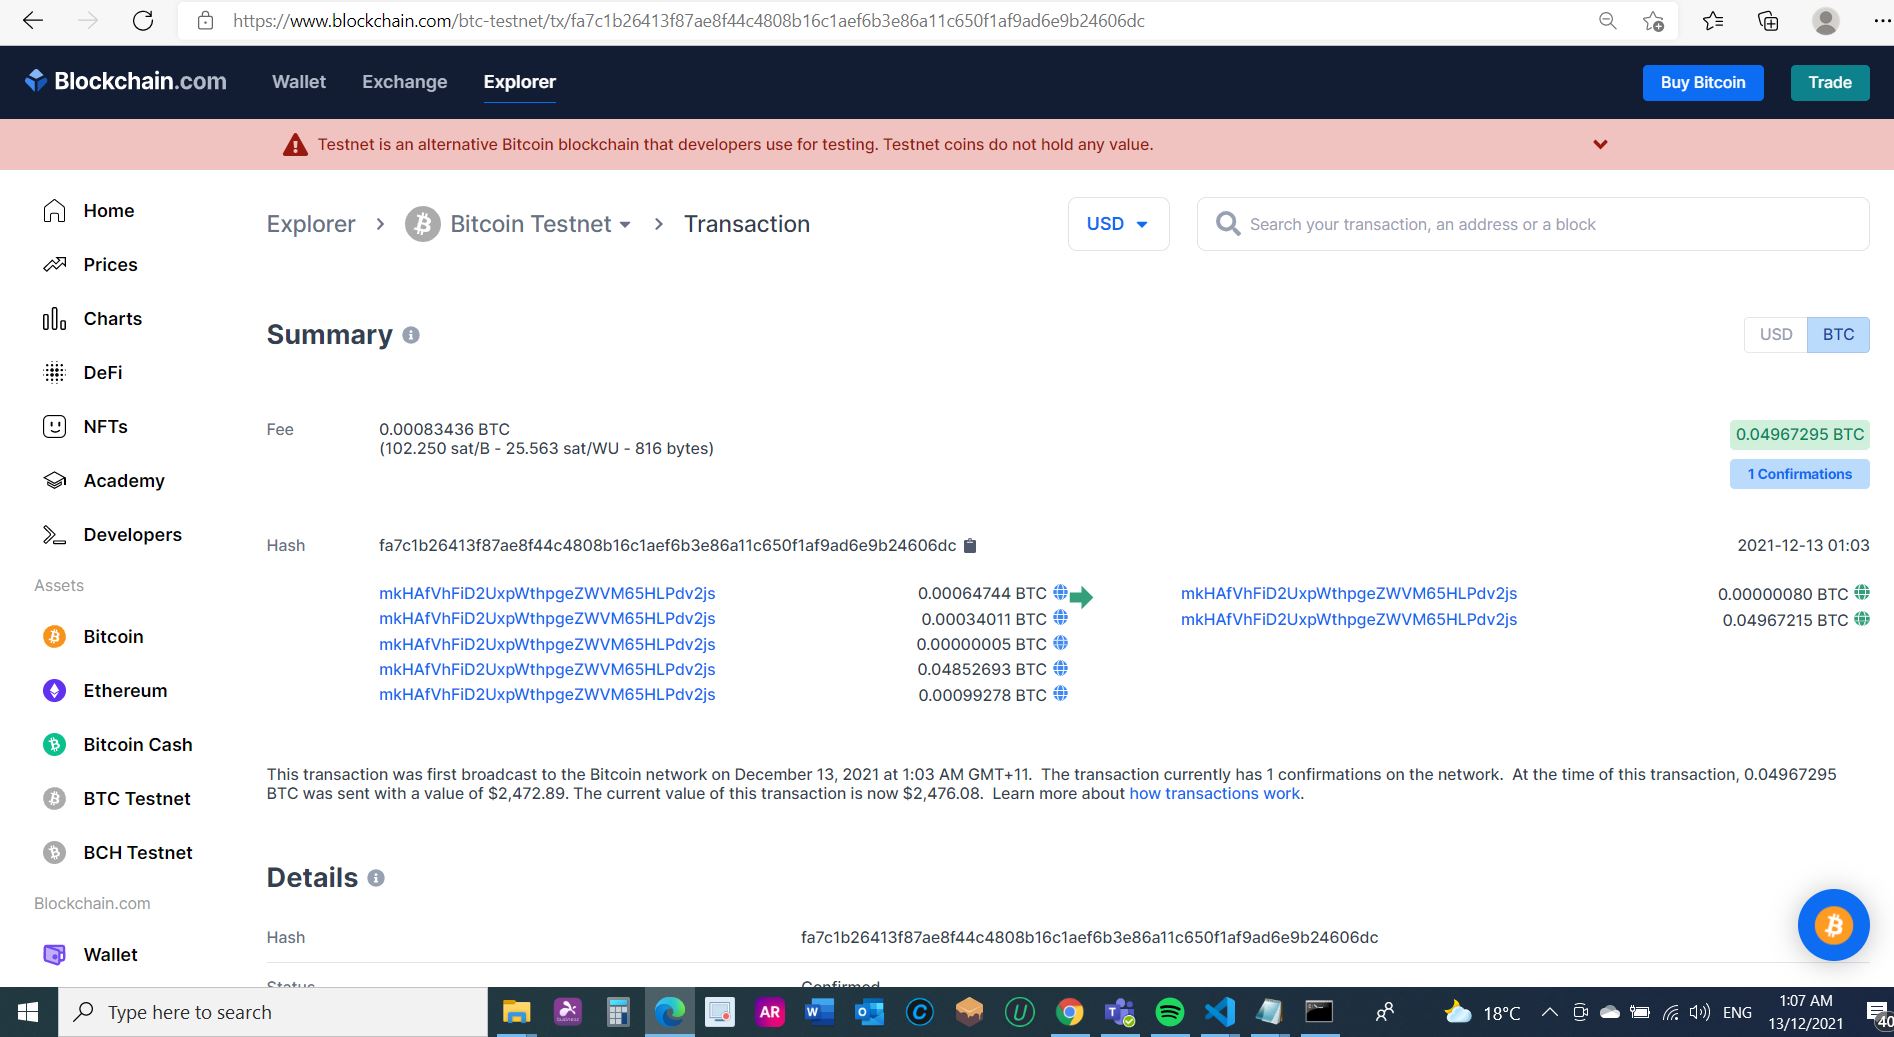 https://www.blockchain.com/btc-testnet/tx/fa7c1b26413f87ae8f44c4808b16c1aef6b3e86a11c650f1af9ad6e9b24606dc
Blockchain.com Wallet Exchange Explorer Buy Bitcoin Trade
Testnet is an alternative Bitcoin blockchain that developers use for testing. Testnet coins do not hold any value.
Home
Prices
Charts
DeFi
NFTs
Academy
Developers
Assets
Bitcoin
Ethereum
Bitcoin Cash
BTC Testnet
BCH Testnet
Blockchain.com
Wallet
Explorer > Bitcoin Testnet > Transaction
USD
Search your transaction, an address or a block
Summary
USD BTC
Fee 0.00083436 BTC
(102.250 sat/B - 25.563 sat/WU - 816 bytes)
0.04967295 BTC
1 Confirmations
Hash fa7c1b26413f87ae8f44c4808b16c1aef6b3e86a11c650f1af9ad6e9b24606dc 2021-12-13 01:03
mkHAfVhFiD2UxpWthpgeZWVM65HLPdv2js 0.00064744 BTC
mkHAfVhFiD2UxpWthpgeZWVM65HLPdv2js 0.00034011 BTC
mkHAfVhFiD2UxpWthpgeZWVM65HLPdv2js 0.00000005 BTC
mkHAfVhFiD2UxpWthpgeZWVM65HLPdv2js 0.04852693 BTC
mkHAfVhFiD2UxpWthpgeZWVM65HLPdv2js 0.00099278 BTC
mkHAfVhFiD2UxpWthpgeZWVM65HLPdv2js 0.00000080 BTC
mkHAfVhFiD2UxpWthpgeZWVM65HLPdv2js 0.04967215 BTC
This transaction was first broadcast to the Bitcoin network on December 13, 2021 at 1:03 AM GMT+11. The transaction currently has 1 confirmations on the network. At the time of this transaction, 0.04967295
BTC was sent with a value of $2,472.89. The current value of this transaction is now $2,476.08. Learn more about how transactions work.
Details
Hash fa7c1b26413f87ae8f44c4808b16c1aef6b3e86a11c650f1af9ad6e9b24606dc
Status Confirmed
Type here to search
AR
18°C
ENG
1:07 AM
13/12/2021
40